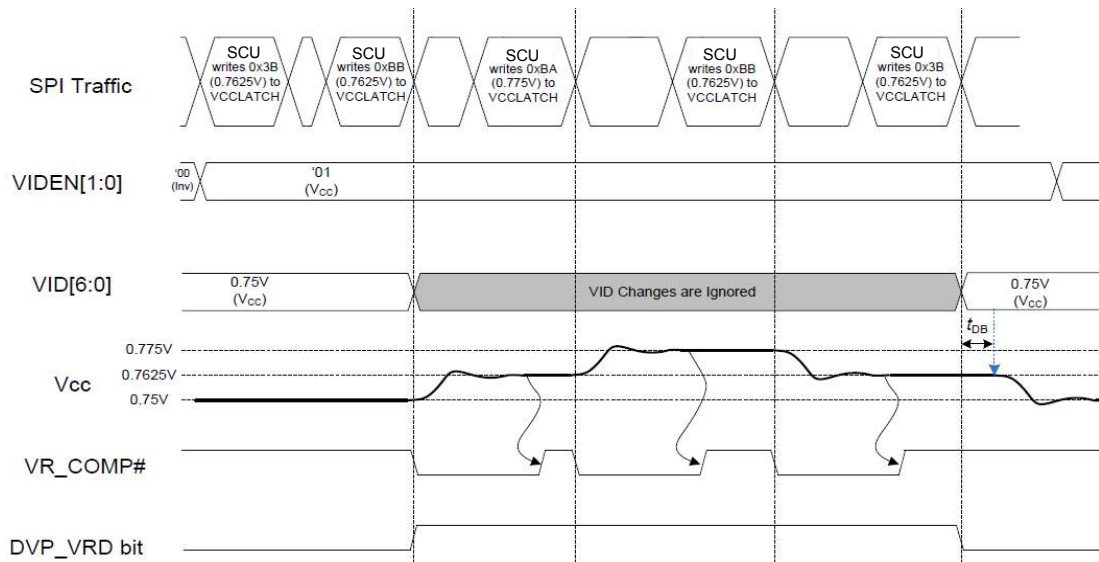 SPI Traffic
SCU
writes 0x3B
(0.7625V) to
VCCLATCH
SCU
writes 0xBB
(0.7625V) to
VCCLATCH
SCU
writes 0xBA
(0.775V) to
VCCLATCH
SCU
writes 0xBB
(0.7625V) to
VCCLATCH
SCU
writes 0x3B
(0.7625V) to
VCCLATCH
VIDEN[1:0]
'00
(Inv)
'01
(VCC)
VID[6:0]
0.75V
(VCC)
VID Changes are Ignored
0.75V
(VCC)
tDB
Vcc
0.775V
0.7625V
0.75V
VR_COMP#
DVP_VRD bit